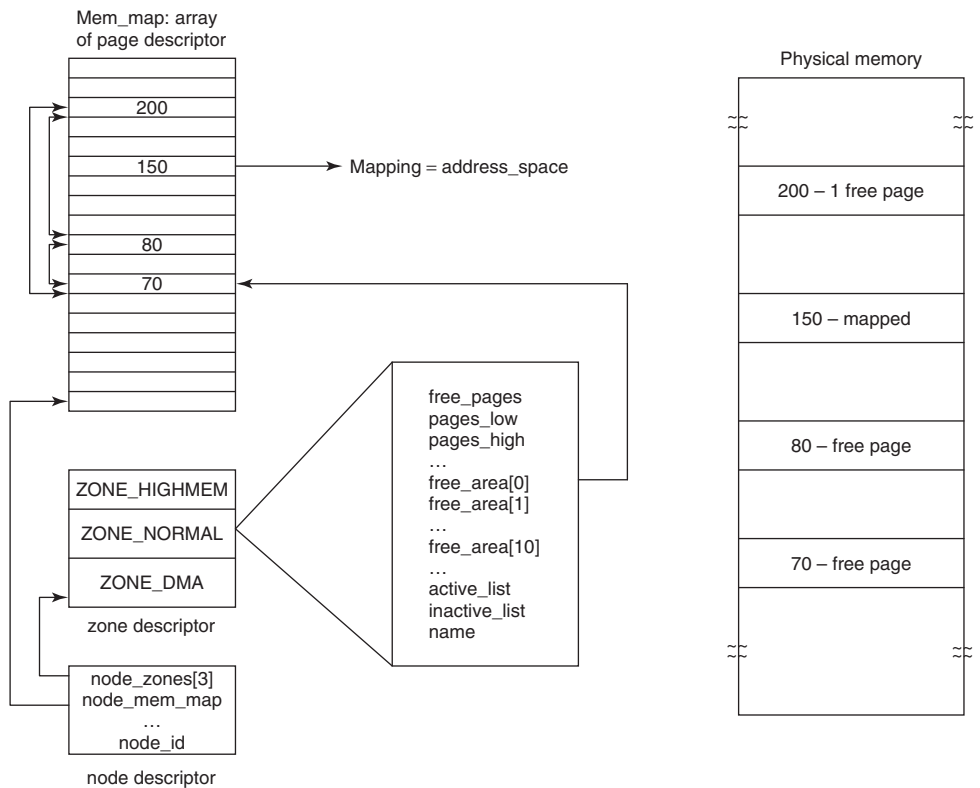 Mem_map: array
of page descriptor
200
150
80
70
Mapping = address_space
ZONE_HIGHMEM
ZONE_NORMAL
ZONE_DMA
zone descriptor
node_zones[3]
node_mem_map
...
node_id
node descriptor
free_pages
pages_low
pages_high
...
free_area[0]
free_area[1]
...
free_area[10]
...
active_list
inactive_list
name
Physical memory
200 – 1 free page
150 – mapped
80 – free page
70 – free page